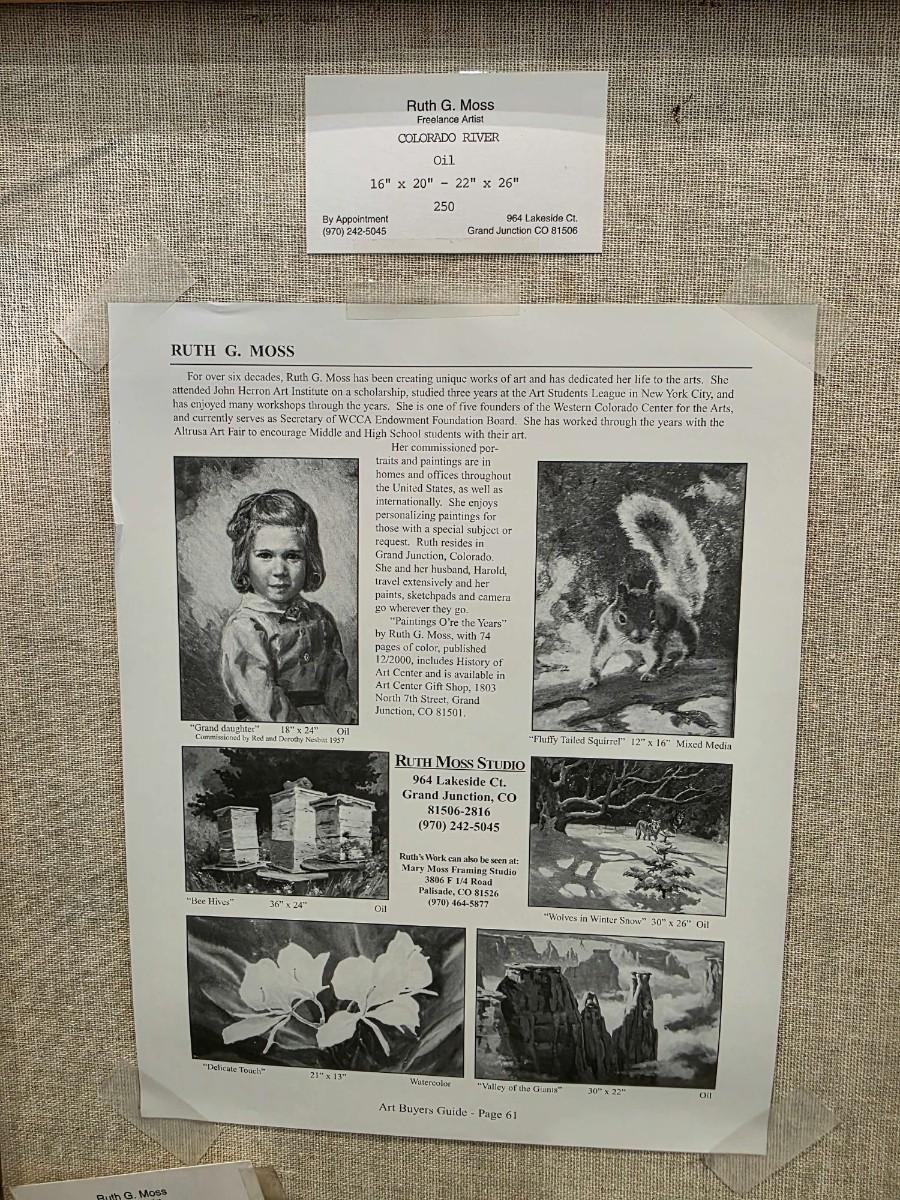 Ruth G. Moss
Freelance Artist
COLORADO RIVER
Oil
16" x 20" - 22" x 26"
250
By Appointment
(970) 242-5045
964 Lakeside Ct.
Grand Junction CO 81506
RUTH G. MOSS
For over six decades, Ruth G. Moss has been creating unique works of art and has dedicated her life to the arts. She
attended John Herron Art Institute on a scholarship, studied three years at the Art Students League in New York City, and
has enjoyed many workshops through the years. She is one of five founders of the Western Colorado Center for the Arts,
and currently serves as Secretary of WCCA Endowment Foundation Board. She has worked through the years with the
Altrusa Art Fair to encourage Middle and High School students with their art.
Her commissioned por-
traits and paintings are in
homes and offices throughout
the United States, as well as
internationally. She enjoys
personalizing paintings for
those with a special subject or
request. Ruth resides in
Grand Junction, Colorado.
She and her husband, Harold,
travel extensively and her
paints, sketchpads and camera
go wherever they go.
"Paintings O're the Years"
by Ruth G. Moss, with 74
pages of color, published
12/2000, includes History of
Art Center and is available in
Art Center Gift Shop, 1803
North 7th Street, Grand
Junction, CO 81501.
"Grand daughter" 18" x 24" Oil
Commissioned by Red and Dorothy Nesbitt 1957
"Fluffy Tailed Squirrel" 12" x 16" Mixed Media
RUTH MOSS STUDIO
964 Lakeside Ct.
Grand Junction, CO
81506-2816
(970) 242-5045
Ruth's Work can also be seen at:
Mary Moss Framing Studio
3806 F 1/4 Road
Palisade, CO 81526
(970) 464-5877
"Bee Hives" 36" x 24" Oil
"Wolves in Winter Snow" 30" x 26" Oil
"Delicate Touch" 21" x 13" Watercolor
"Valley of the Giants" 30" x 22" Oil
Art Buyers Guide - Page 61
Ruth G. Moss